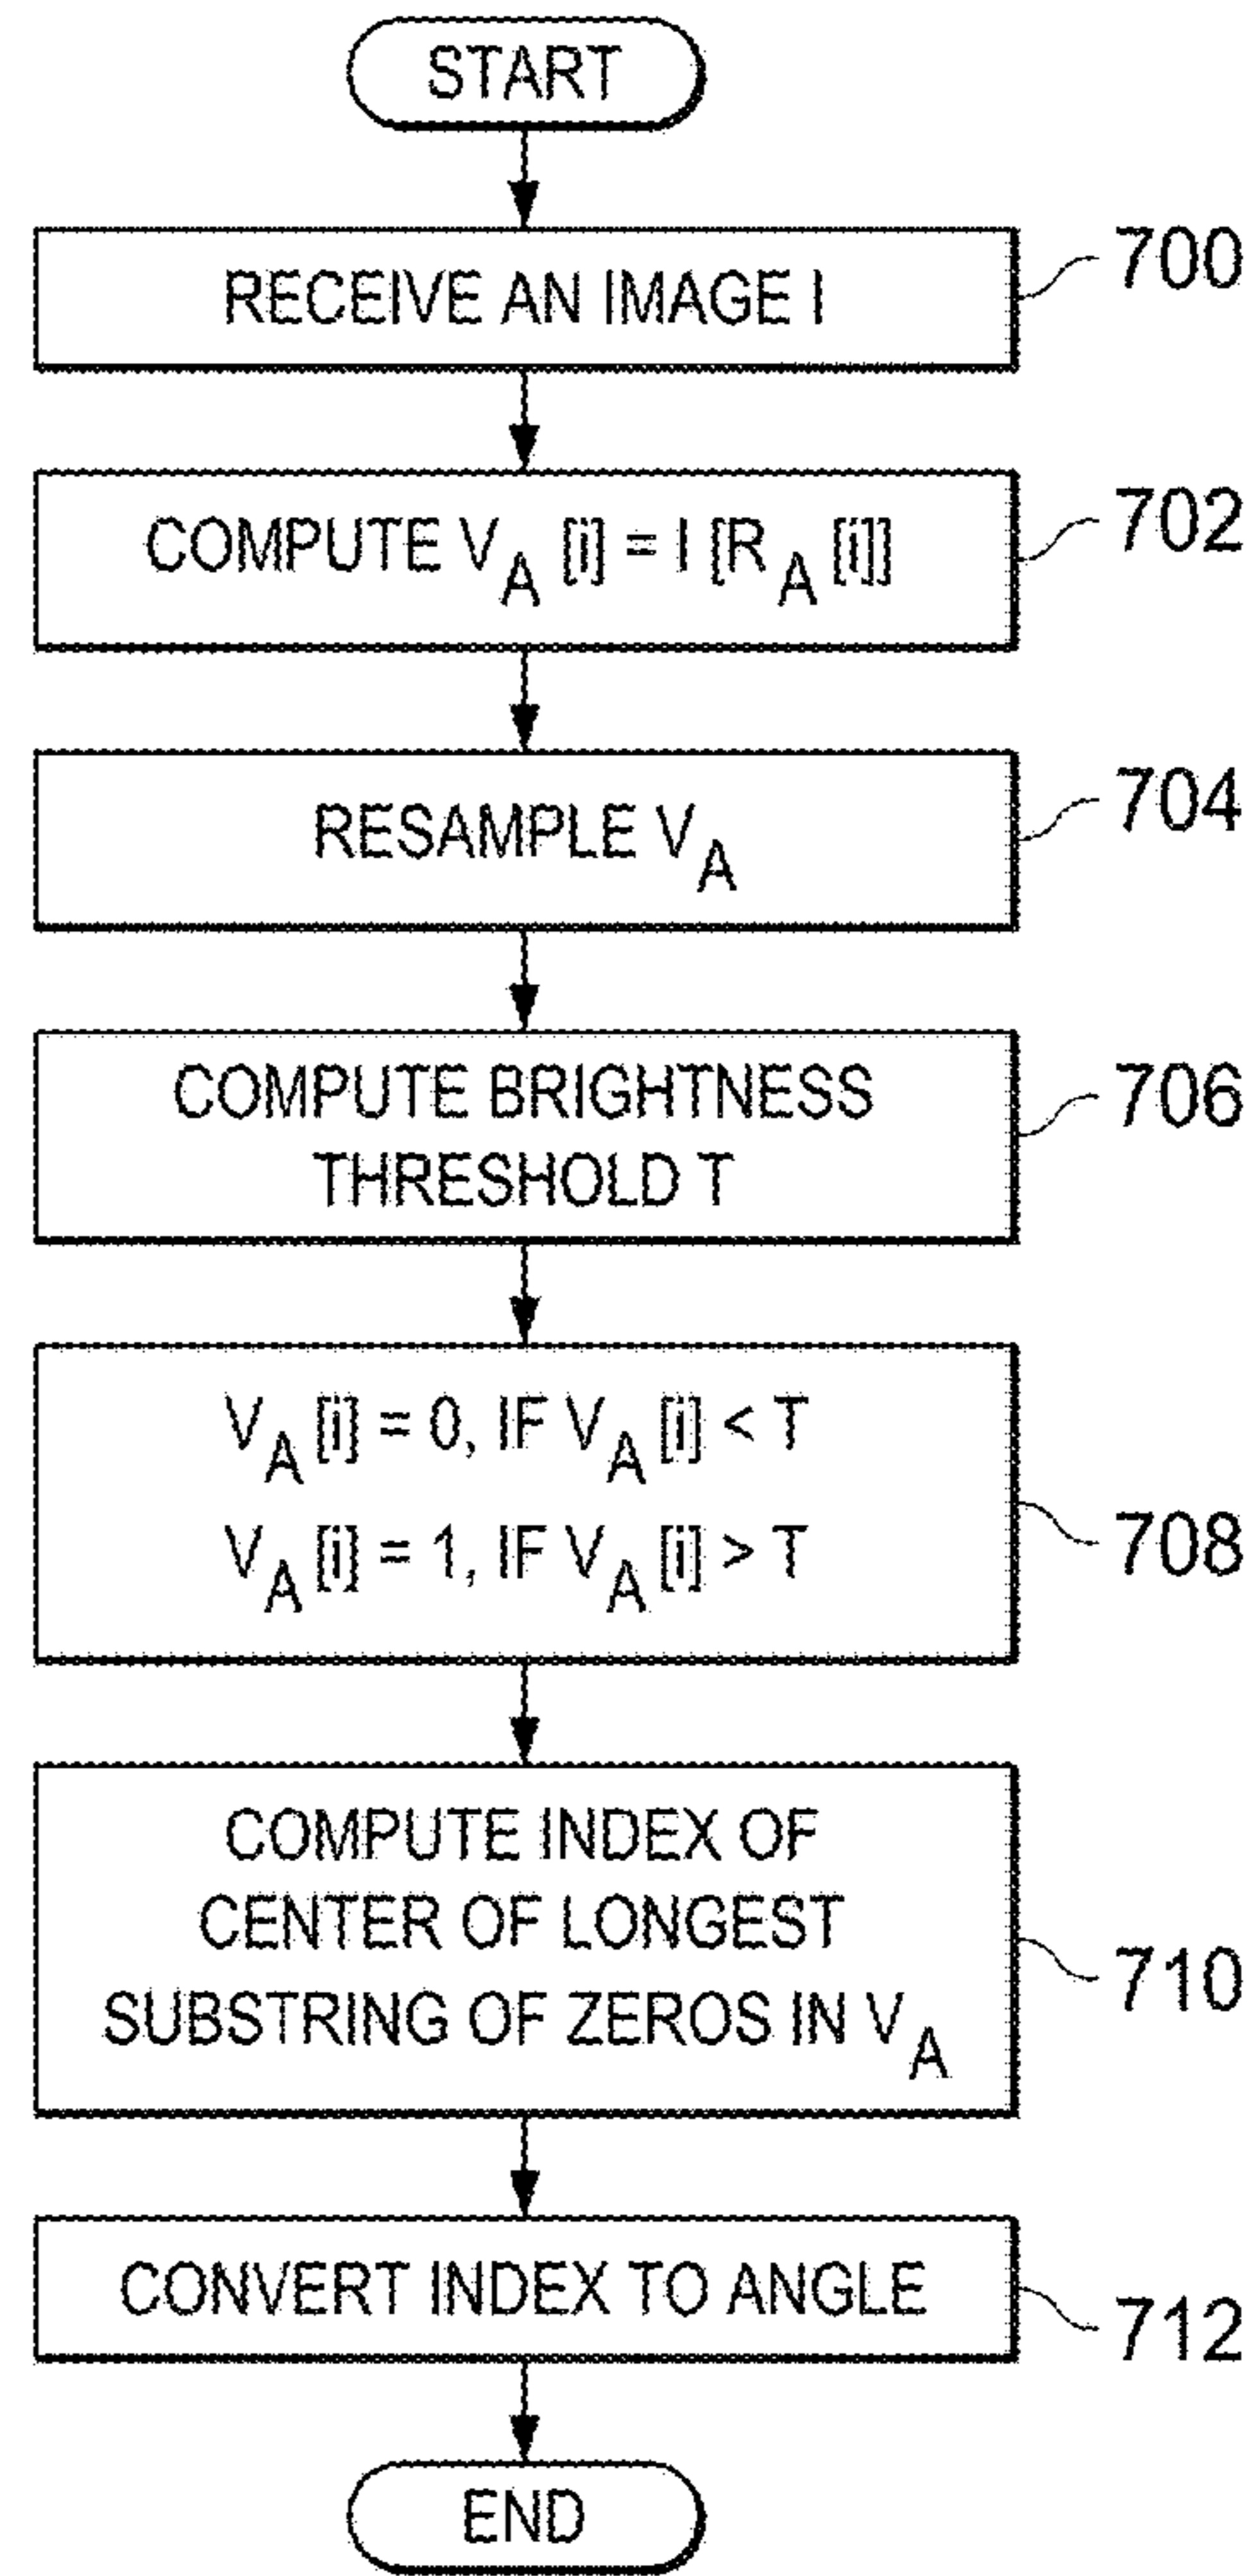 START
RECEIVE AN IMAGE I
700
COMPUTE V_A [i] = I [R_A [i]]
702
RESAMPLE V_A
704
COMPUTE BRIGHTNESS
THRESHOLD T
706
V_A [i] = 0, IF V_A [i] < T
V_A [i] = 1, IF V_A [i] > T
708
COMPUTE INDEX OF
CENTER OF LONGEST
SUBSTRING OF ZEROS IN V_A
710
CONVERT INDEX TO ANGLE
712
END